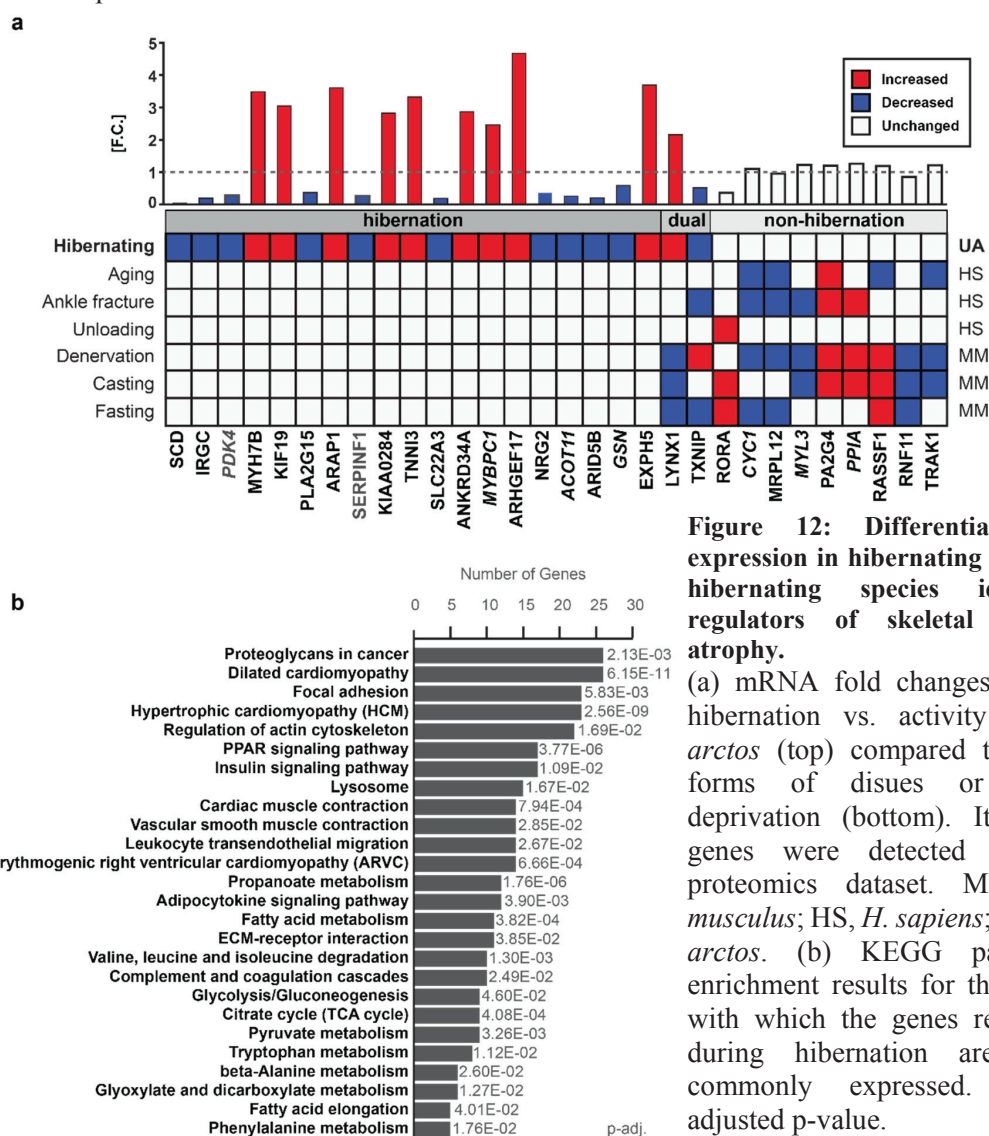 a
5
4
3
2
1
0
[F.C.]
Increased
Decreased
Unchanged
hibernation
dual
non-hibernation
Hibernating
UA
Aging
HS
Ankle fracture
HS
Unloading
HS
Denervation
MM
Casting
MM
Fasting
MM
SCD
IRGC
PDK4
MYH7B
KIF19
PLA2G15
ARAP1
SERPINF1
KIAA0284
TNNI3
SLC22A3
ANKRD34A
MYBPC1
ARHGEF17
NRG2
ACOT11
ARID5B
GSN
EXPH5
LYNX1
TXNIP
RORA
CYC1
MRPL12
MYL3
PA2G4
PPIA
RASSF1
RNF11
TRAK1
b
Number of Genes
0 5 10 15 20 25 30
Proteoglycans in cancer 2.13E-03
Dilated cardiomyopathy 6.15E-11
Focal adhesion 5.83E-03
Hypertrophic cardiomyopathy (HCM) 2.56E-09
Regulation of actin cytoskeleton 1.69E-02
PPAR signaling pathway 3.77E-06
Insulin signaling pathway 1.09E-02
Lysosome 1.67E-02
Cardiac muscle contraction 7.94E-04
Vascular smooth muscle contraction 2.85E-02
Leukocyte transendothelial migration 2.67E-02
rythmogenic right ventricular cardiomyopathy (ARVC) 6.66E-04
Propanoate metabolism 1.76E-06
Adipocytokine signaling pathway 3.90E-03
Fatty acid metabolism 3.82E-04
ECM-receptor interaction 3.85E-02
Valine, leucine and isoleucine degradation 1.30E-03
Complement and coagulation cascades 2.49E-02
Glycolysis/Gluconeogenesis 4.60E-02
Citrate cycle (TCA cycle) 4.08E-04
Pyruvate metabolism 3.26E-03
Tryptophan metabolism 1.12E-02
beta-Alanine metabolism 2.60E-02
Glyoxylate and dicarboxylate metabolism 1.27E-02
Fatty acid elongation 4.01E-02
Phenylalanine metabolism 1.76E-02
p-adj.
Figure 12: Differentia
expression in hibernating
hibernating species i
regulators of skeletal
atrophy.
(a) mRNA fold changes
hibernation vs. activity
arctos (top) compared t
forms of disues or
deprivation (bottom). It
genes were detected
proteomics dataset. M
musculus; HS, H. sapiens;
arctos. (b) KEGG pa
enrichment results for th
with which the genes re
during hibernation are
commonly expressed.
adjusted p-value.